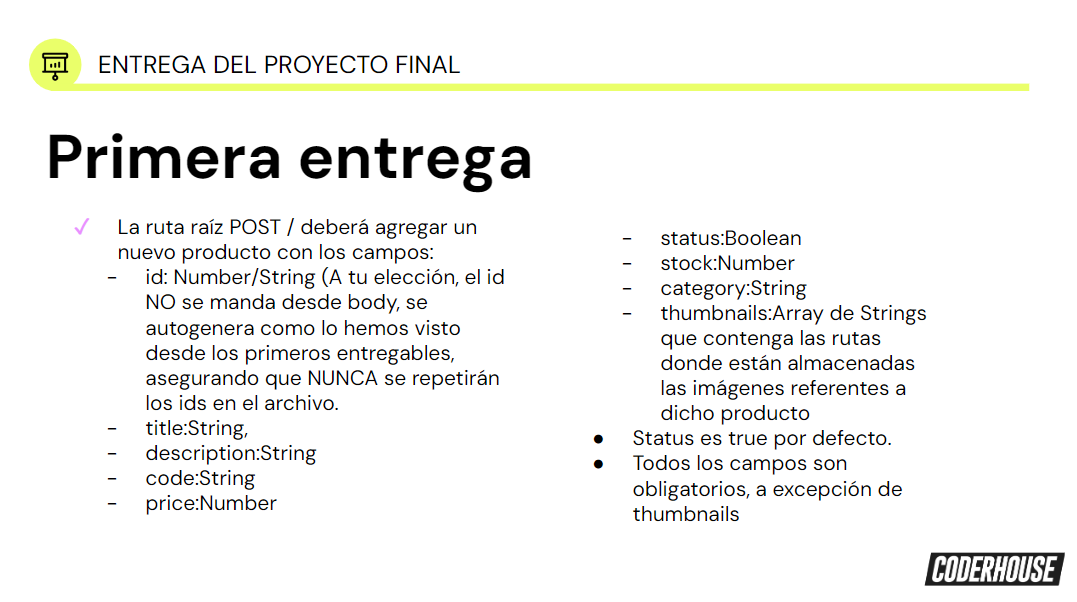 ENTREGA DEL PROYECTO FINAL
Primera entrega
✓ La ruta raíz POST / deberá agregar un
nuevo producto con los campos:
- id: Number/String (A tu elección, el id
NO se manda desde body, se
autogenera como lo hemos visto
desde los primeros entregables,
asegurando que NUNCA se repetirán
los ids en el archivo.
- title:String,
- description:String
- code:String
- price:Number
- status:Boolean
- stock:Number
- category:String
- thumbnails:Array de Strings
que contenga las rutas
donde están almacenadas
las imágenes referentes a
dicho producto
● Status es true por defecto.
● Todos los campos son
obligatorios, a excepción de
thumbnails
CODERHOUSE